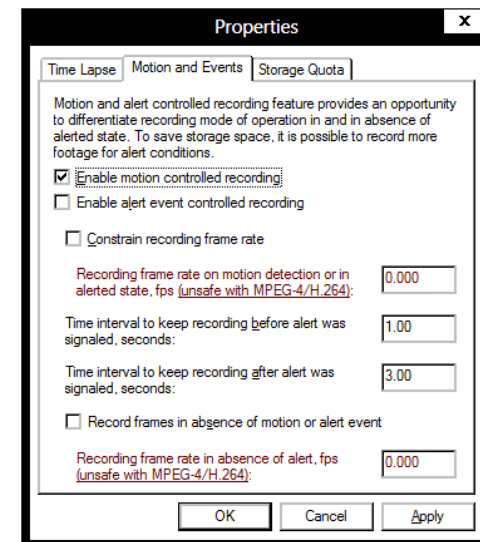 Properties
x
Time Lapse Motion and Events Storage Quota
Motion and alert controlled recording feature provides an opportunity
to differentiate recording mode of operation in and in absence of
alerted state. To save storage space, it is possible to record more
footage for alert conditions.
Enable motion controlled recording
Enable alert event controlled recording
Constrain recording frame rate
Recording frame rate on motion detection or in
alerted state, fps (unsafe with MPEG-4/H.264):
0.000
Time interval to keep recording before alert was
signaled, seconds:
1.00
Time interval to keep recording after alert was
signaled, seconds:
3.00
Record frames in absence of motion or alert event
Recording frame rate in absence of alert, fps
(unsafe with MPEG-4/H.264):
0.000
OK Cancel Apply